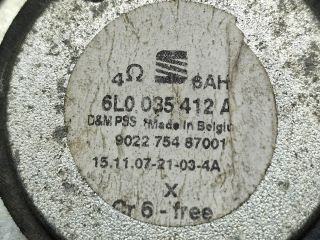 4Ω 6AH
6L0 035 412 A
D&M PSS Made in Belgic
9022 754 87001
15.11.07-21-03-4A
X
Cr 6 - free